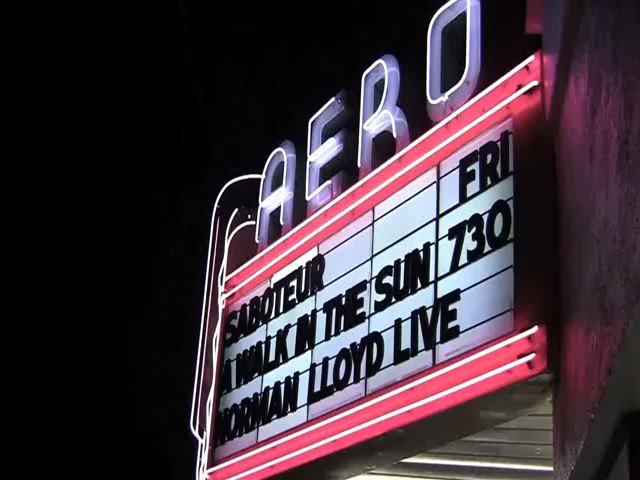 AERO
FRI
SABOTEUR
A WALK IN THE SUN 730
NORMAN LLOYD LIVE